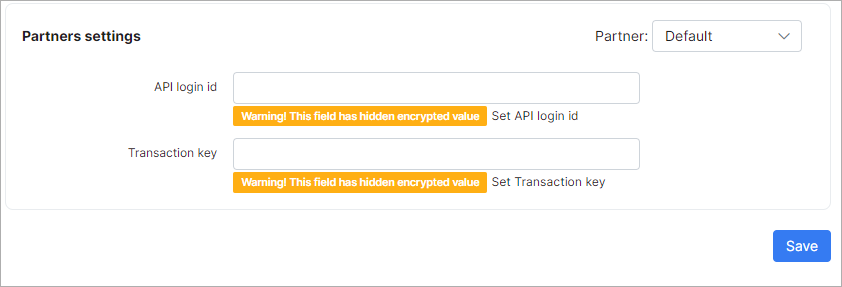 Partners settings
Partner: Default
API login id
Warning! This field has hidden encrypted value Set API login id
Transaction key
Warning! This field has hidden encrypted value Set Transaction key
Save